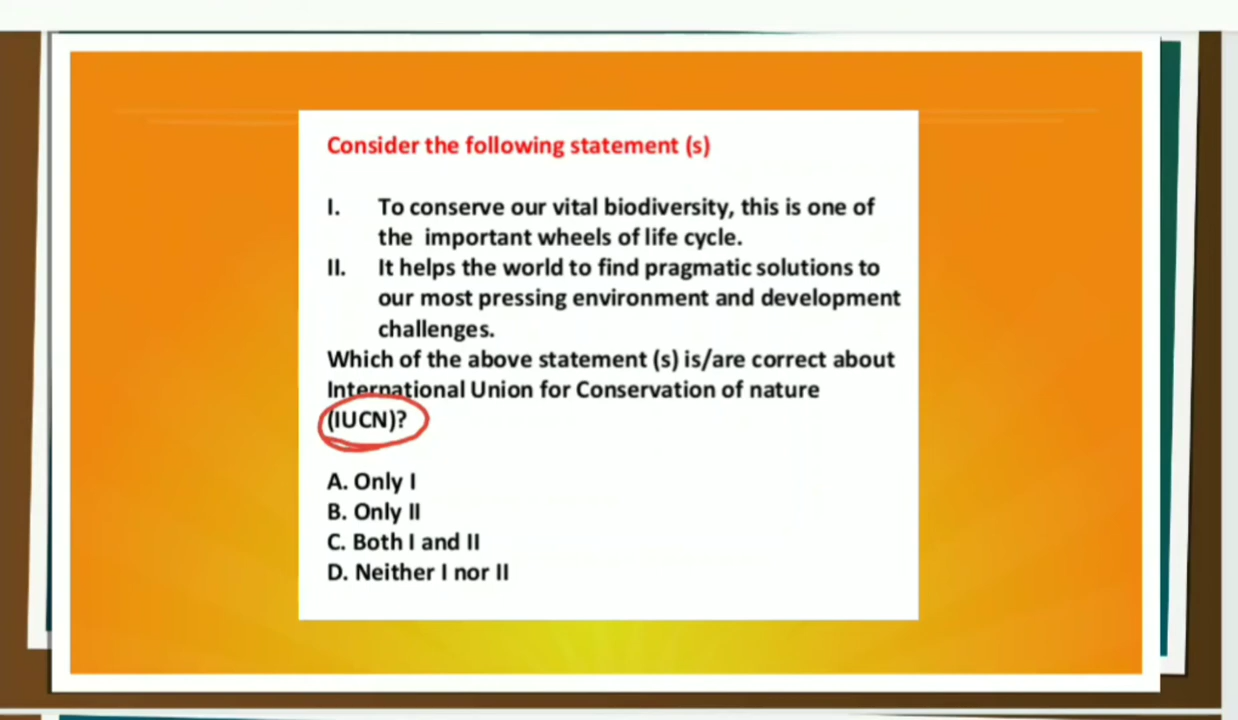 Consider the following statement (s)
I. To conserve our vital biodiversity, this is one of
the important wheels of life cycle.
II. It helps the world to find pragmatic solutions to
our most pressing environment and development
challenges.
Which of the above statement (s) is/are correct about
International Union for Conservation of nature
(IUCN)?
A. Only I
B. Only II
C. Both I and II
D. Neither I nor II